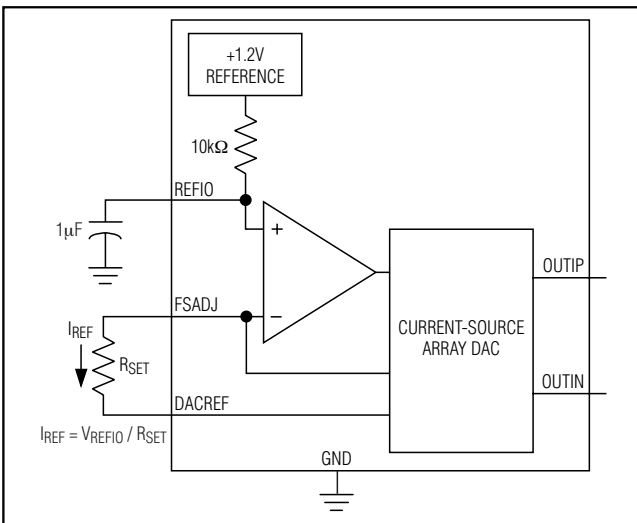 +1.2V
REFERENCE
10kΩ
REFIO
1μF
+
FSADJ
−
IREF
RSET
CURRENT-SOURCE
ARRAY DAC
OUTIP
OUTIN
DACREF
IREF = VREFIO / RSET
GND